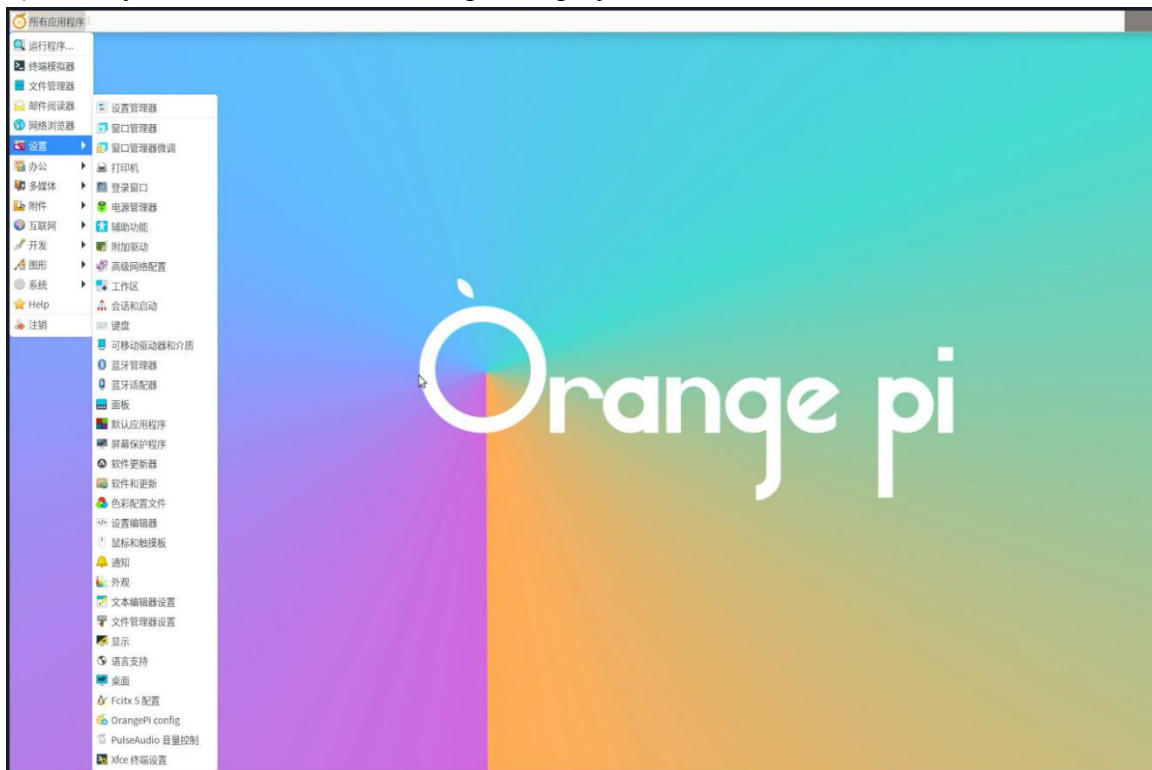 所有应用程序
运行程序...
终端模拟器
文件管理器
邮件阅读器
网络浏览器
设置
办公
多媒体
附件
互联网
开发
图形
系统
Help
注销
设置管理器
窗口管理器
窗口管理器微调
打印机
登录窗口
电源管理器
辅助功能
附加驱动
高级网络配置
工作区
会话和启动
键盘
可移动驱动器和介质
蓝牙管理器
蓝牙适配器
面板
默认应用程序
屏幕保护程序
软件更新器
软件和更新
色彩配置文件
设置编辑器
鼠标和触摸板
通知
外观
文本编辑器设置
文件管理器设置
显示
语言支持
桌面
Fcitx 5 配置
OrangePi config
PulseAudio 音量控制
Xfce 终端设置
Orange pi